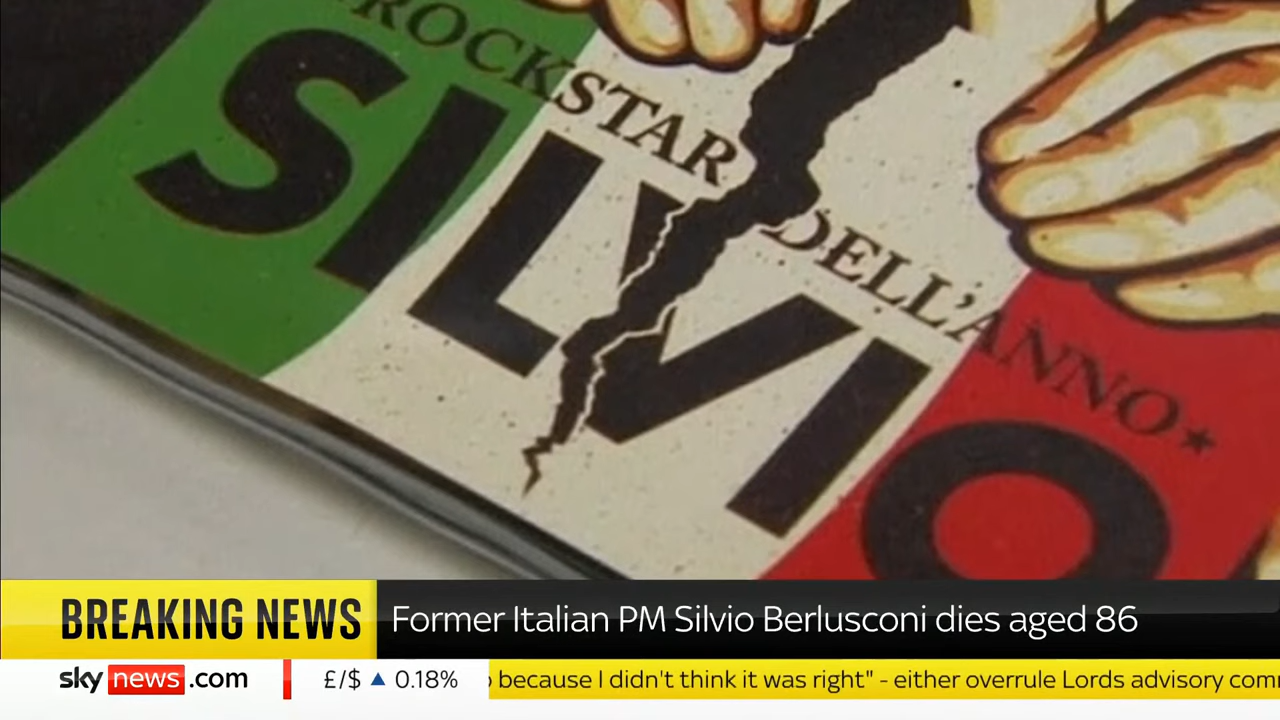 ROCKSTAR DELL'ANNO★
SILVIO
BREAKING NEWS
Former Italian PM Silvio Berlusconi dies aged 86
sky news.com
£/$ ▲ 0.18%
because I didn't think it was right" - either overrule Lords advisory